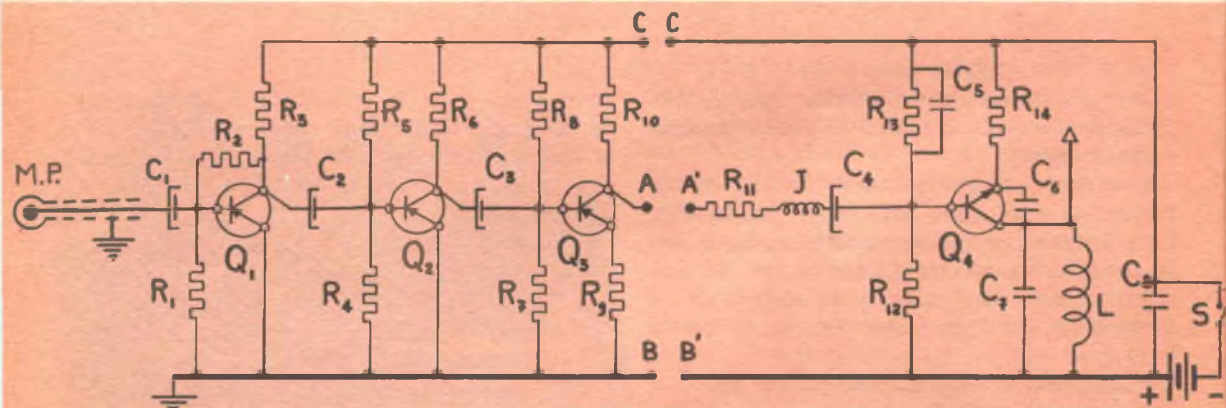 C C
R₃ R₅ R₆ R₈ R₁₀ R₁₃ C₅ R₁₄
R₂
M.P. C₁ C₂ C₃ A A' R₁₁ J C₄ C₆
Q₁ Q₂ Q₃ Q₄
R₁ R₄ R₇ R₉ R₁₂ C₇ L C₈ S
B B'
+ -